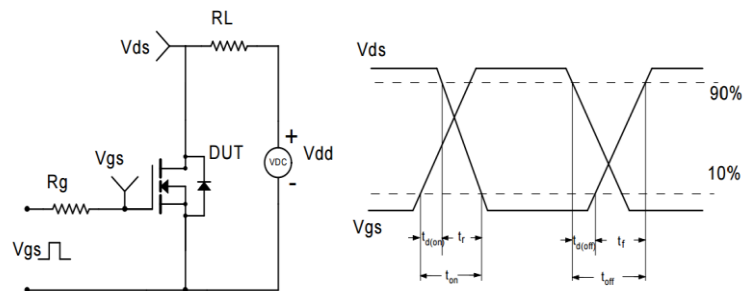 RL
Vds
Vgs
DUT
VDC
+
-
Vdd
Rg
Vgs
Vds
90%
10%
Vgs
td(on)
tr
td(off)
tf
ton
toff